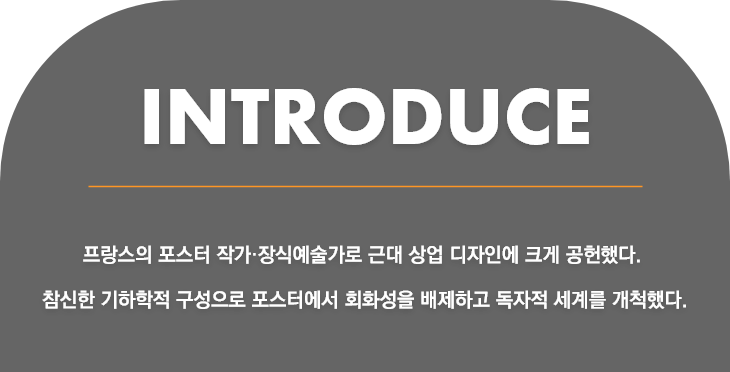 INTRODUCE
프랑스의 포스터 작가·장식예술가로 근대 상업 디자인에 크게 공헌했다.
참신한 기하학적 구성으로 포스터에서 회화성을 배제하고 독자적 세계를 개척했다.